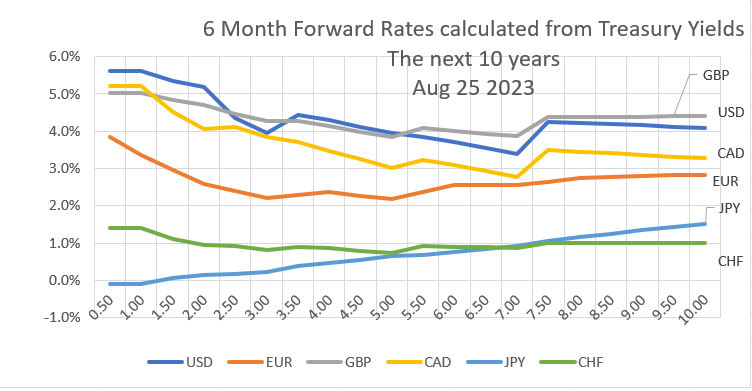 6 Month Forward Rates calculated from Treasury Yields
The next 10 years
Aug 25 2023
6.0%
5.0%
4.0%
3.0%
2.0%
1.0%
0.0%
-1.0%
GBP
USD
CAD
EUR
JPY
CHF
0.50 1.00 1.50 2.00 2.50 3.00 3.50 4.00 4.50 5.00 5.50 6.00 6.50 7.00 7.50 8.00 8.50 9.00 9.50 10.00
USD EUR GBP CAD JPY CHF